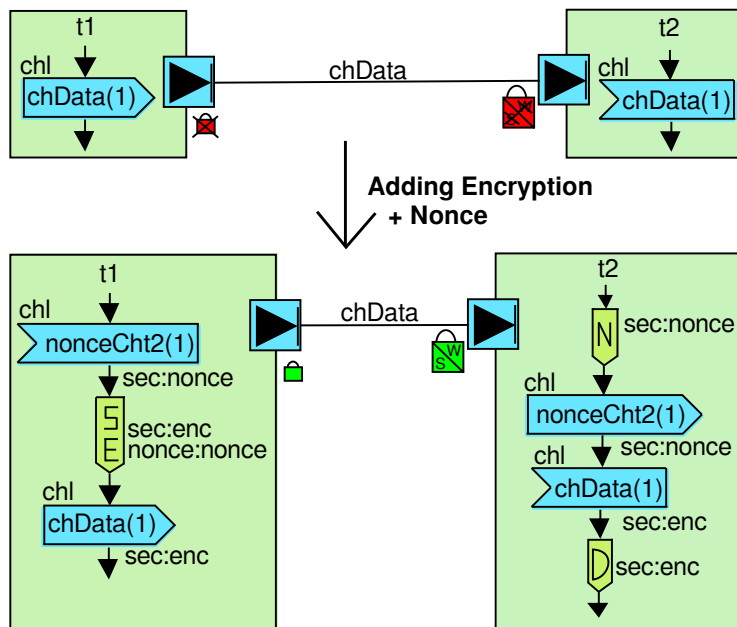 t1
t2
chl
chData(1)
chData
chl
chData(1)
S W
Adding Encryption
+ Nonce
t1
chl
nonceCht2(1)
sec:nonce
SE
sec:enc
nonce:nonce
chl
chData(1)
sec:enc
chData
S W
t2
N
sec:nonce
chl
nonceCht2(1)
sec:nonce
chl
chData(1)
sec:enc
D
sec:enc